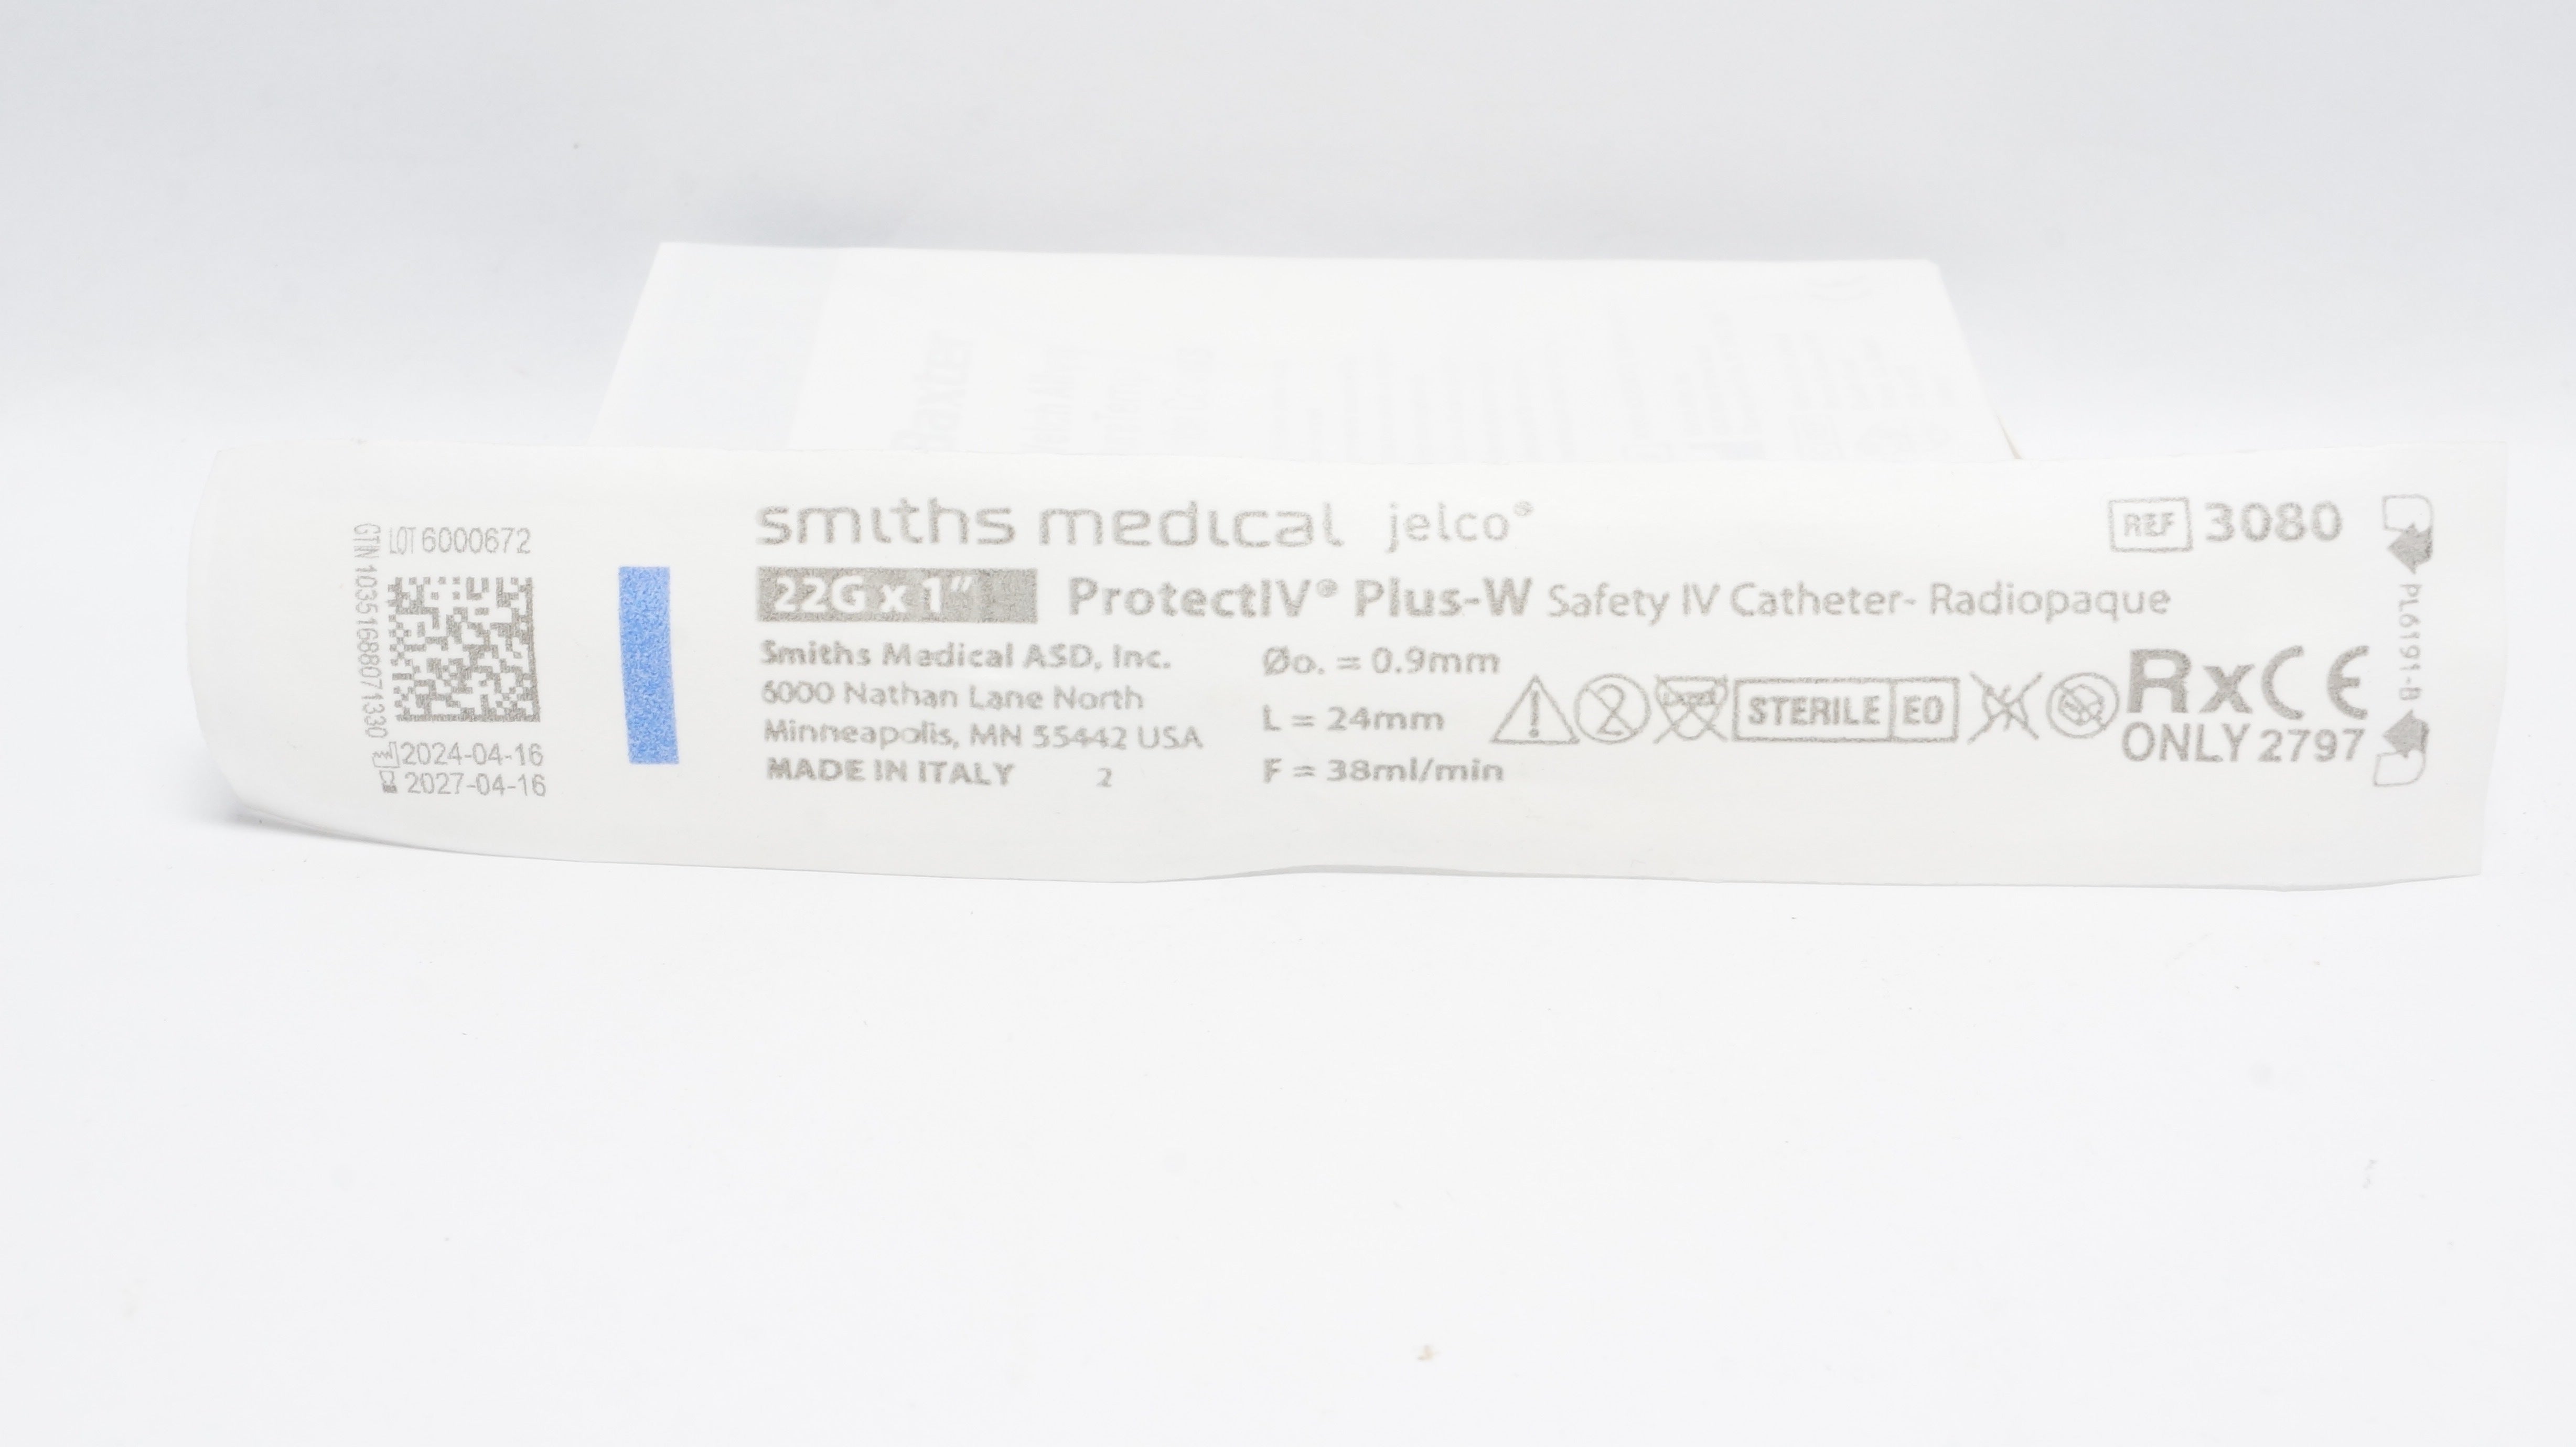 GTIN 10351688071330
LOT 6000672
2024-04-16
2027-04-16
smiths medical jelco®
22G x 1"
ProtectIV® Plus-W Safety IV Catheter- Radiopaque
Smiths Medical ASD, Inc.
6000 Nathan Lane North
Minneapolis, MN 55442 USA
MADE IN ITALY 2
Øo. = 0.9mm
L = 24mm
F = 38ml/min
2
STERILE EO
REF 3080
Rx ONLY
CE 2797
PL6191-B
Baxter